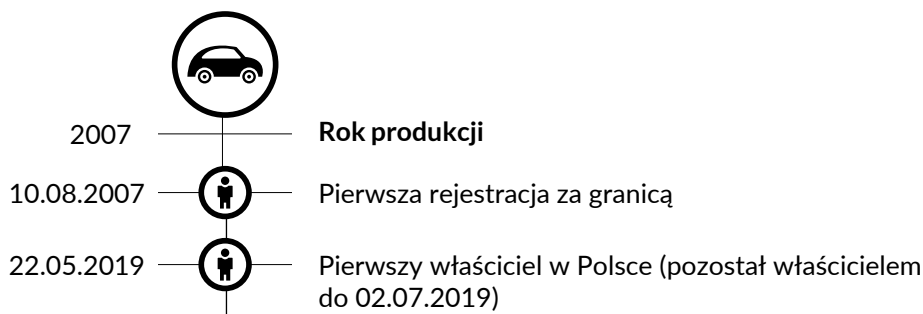 2007 Rok produkcji
10.08.2007 Pierwsza rejestracja za granicą
22.05.2019 Pierwszy właściciel w Polsce (pozostał właścicielem
do 02.07.2019)